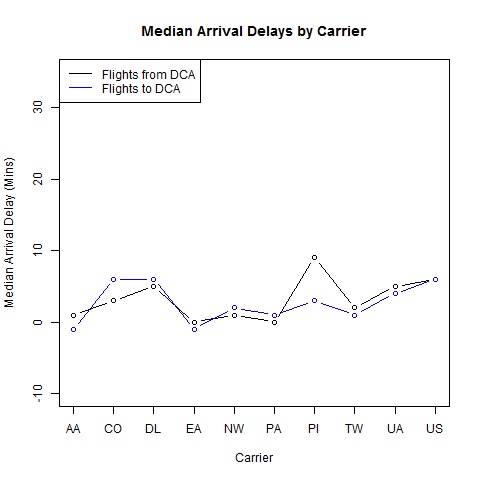 Median Arrival Delays by Carrier
Flights from DCA
Flights to DCA
Median Arrival Delay (Mins)
30
20
10
0
-10
AA CO DL EA NW PA PI TW UA US
Carrier